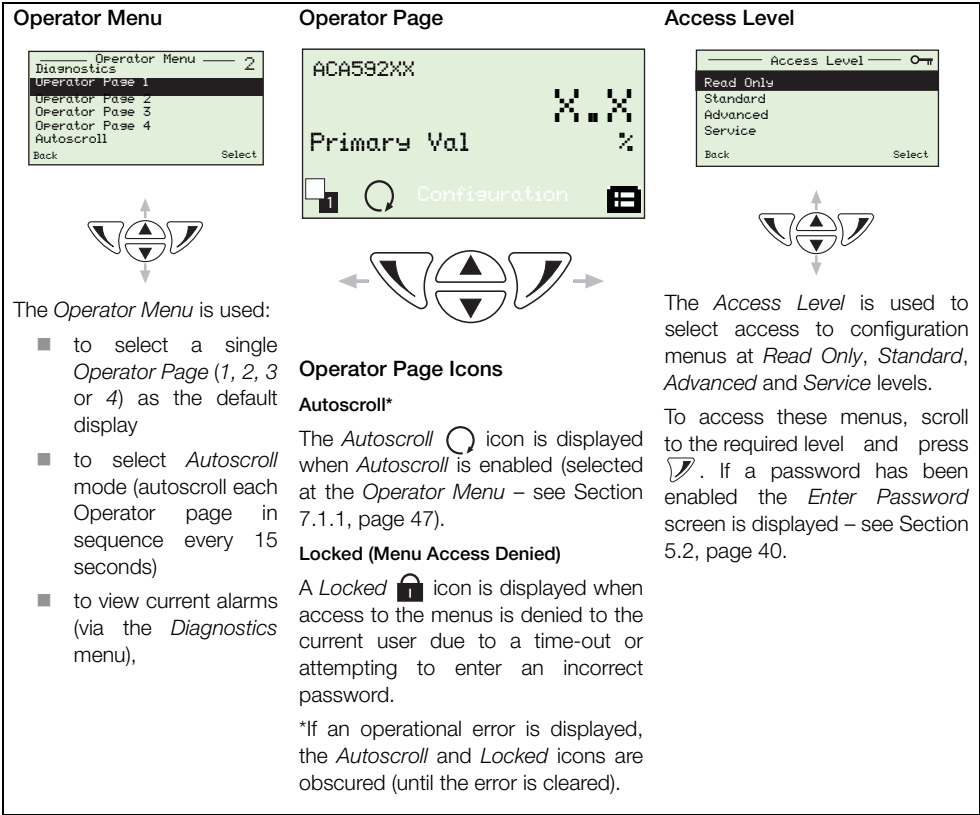 Operator Menu
Operator Menu 2
Diagnostics
Operator Page 1
Operator Page 2
Operator Page 3
Operator Page 4
Autoscroll
Back Select
The Operator Menu is used:
■ to select a single
Operator Page (1, 2, 3
or 4) as the default
display
■ to select Autoscroll
mode (autoscroll each
Operator page in
sequence every 15
seconds)
■ to view current alarms
(via the Diagnostics
menu),
Operator Page
ACA592XX
X.X
Primary Val %
1 Configuration
Operator Page Icons
Autoscroll*
The Autoscroll icon is displayed
when Autoscroll is enabled (selected
at the Operator Menu – see Section
7.1.1, page 47).
Locked (Menu Access Denied)
A Locked icon is displayed when
access to the menus is denied to the
current user due to a time-out or
attempting to enter an incorrect
password.
*If an operational error is displayed,
the Autoscroll and Locked icons are
obscured (until the error is cleared).
Access Level
Access Level
Read Only
Standard
Advanced
Service
Back Select
The Access Level is used to
select access to configuration
menus at Read Only, Standard,
Advanced and Service levels.
To access these menus, scroll
to the required level and press
. If a password has been
enabled the Enter Password
screen is displayed – see Section
5.2, page 40.